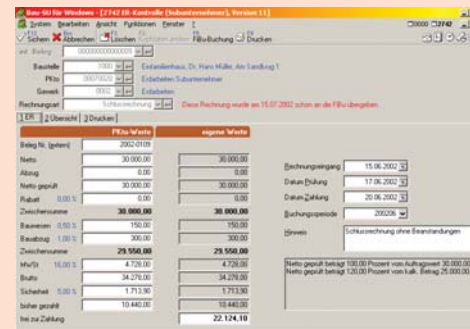 Bau-SU für Windows - [2742 ER-Kontrolle (Subunternehmer), Version 11]
System Bearbeiten Ansicht Funktionen Fenster ?
0000 2742
Sichern Abbrechen Löschen Kopfdaten ändern FiBu-Buchung Drucken
int. Beleg 00000000000009
Baustelle 1000 Einfamilienhaus, Dr. Hans Müller, Am Sandweg 1
PKto 00070020 Erdarbeiten Subunternehmer
Gewerk 0002 Erdarbeiten
Rechnungsart Schlussrechnung Diese Rechnung wurde am 15.07.2002 schon an die FiBu übergeben.
1 ER 2 Übersicht 3 Drucken
PKto-Werte eigene Werte
Beleg Nr. (extern) 2002-0109
Netto 30.000,00 30.000,00
Abzug 0,00 0,00
Netto geprüft 30.000,00 30.000,00
Rabatt 0,00 % 0,00 0,00
Zwischensumme 30.000,00 30.000,00
Bauwesen 0,50 % 150,00 150,00
Bauabzug 1,00 % 300,00 300,00
Zwischensumme 29.550,00 29.550,00
MwSt 16,00 % 4.728,00 4.728,00
Brutto 34.278,00 34.278,00
Sicherheit 5,00 % 1.713,90 1.713,90
bisher gezahlt 10.440,00 10.440,00
frei zur Zahlung 22.124,10
Rechnungseingang 15.06.2002
Datum Prüfung 17.06.2002
Datum Zahlung 20.06.2002
Buchungsperiode 200206
Hinweis Schlussrechnung ohne Beanstandungen
Netto geprüft beträgt 100,00 Prozent vom Auftragswert 30.000,00
Netto geprüft beträgt 120,00 Prozent vom kalk. Betrag 25.000,00